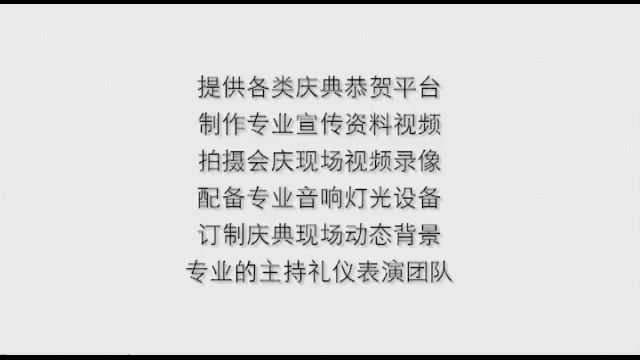 提供各类庆典恭贺平台
制作专业宣传资料视频
拍摄会庆现场视频录像
配备专业音响灯光设备
订制庆典现场动态背景
专业的主持礼仪表演团队